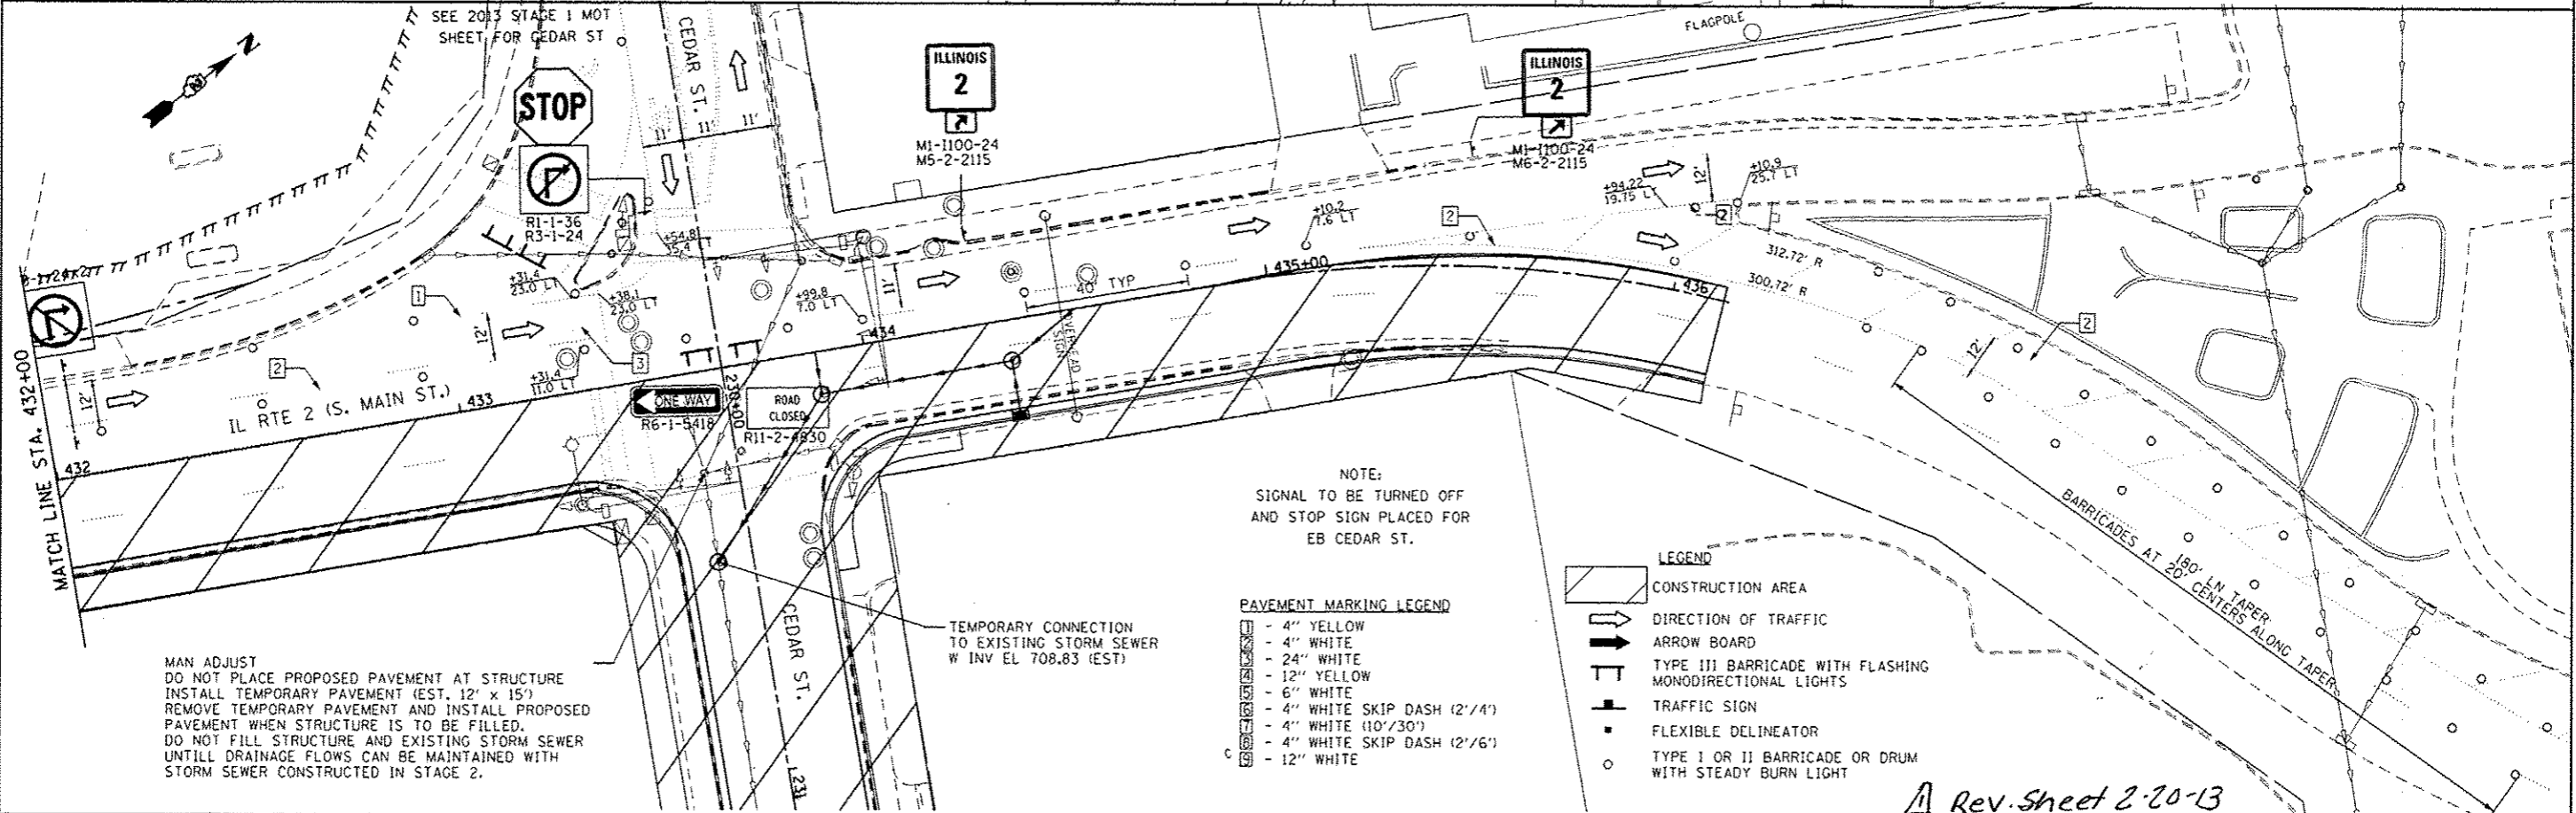 SEE 2013 STAGE 1 MOT
SHEET FOR CEDAR ST
N
STOP
R1-1-36
R3-1-24
CEDAR ST.
11' 11' 11'
ILLINOIS
2
M1-1100-24
M5-2-2115
ILLINOIS
2
M1-1100-24
M6-2-2115
FLAGPOLE
+10.9
25.7 LT
+94.22
19.75 LT
12'
2
+10.2
7.6 LT
2
312.72' R
300.72' R
+54.8
15.4
+31.4
23.0 LT
+38.1
23.0 LT
+99.8
7.0 LT
11'
40' TYP
OVERHEAD
SIGN
435+00
436
434
1
12'
2
3
+31.4
11.0 LT
12'
IL RTE 2 (S. MAIN ST.)
433
432
MATCH LINE STA. 432+00
ONE WAY
R6-1-5418
230+00
ROAD
CLOSED
R11-2-4830
2
12'
BARRICADES AT 20' CENTERS ALONG TAPER
180' LN TAPER
NOTE:
SIGNAL TO BE TURNED OFF
AND STOP SIGN PLACED FOR
EB CEDAR ST.
TEMPORARY CONNECTION
TO EXISTING STORM SEWER
W INV EL 708.83 (EST)
CEDAR ST.
231
MAN ADJUST
DO NOT PLACE PROPOSED PAVEMENT AT STRUCTURE
INSTALL TEMPORARY PAVEMENT (EST. 12' x 15')
REMOVE TEMPORARY PAVEMENT AND INSTALL PROPOSED
PAVEMENT WHEN STRUCTURE IS TO BE FILLED.
DO NOT FILL STRUCTURE AND EXISTING STORM SEWER
UNTILL DRAINAGE FLOWS CAN BE MAINTAINED WITH
STORM SEWER CONSTRUCTED IN STAGE 2.
PAVEMENT MARKING LEGEND
1 - 4" YELLOW
2 - 4" WHITE
3 - 24" WHITE
4 - 12" YELLOW
5 - 6" WHITE
6 - 4" WHITE SKIP DASH (2'/4')
7 - 4" WHITE (10'/30')
8 - 4" WHITE SKIP DASH (2'/6')
9 - 12" WHITE
LEGEND
CONSTRUCTION AREA
DIRECTION OF TRAFFIC
ARROW BOARD
TYPE III BARRICADE WITH FLASHING
MONODIRECTIONAL LIGHTS
TRAFFIC SIGN
FLEXIBLE DELINEATOR
TYPE I OR II BARRICADE OR DRUM
WITH STEADY BURN LIGHT
1 Rev. Sheet 2-20-13